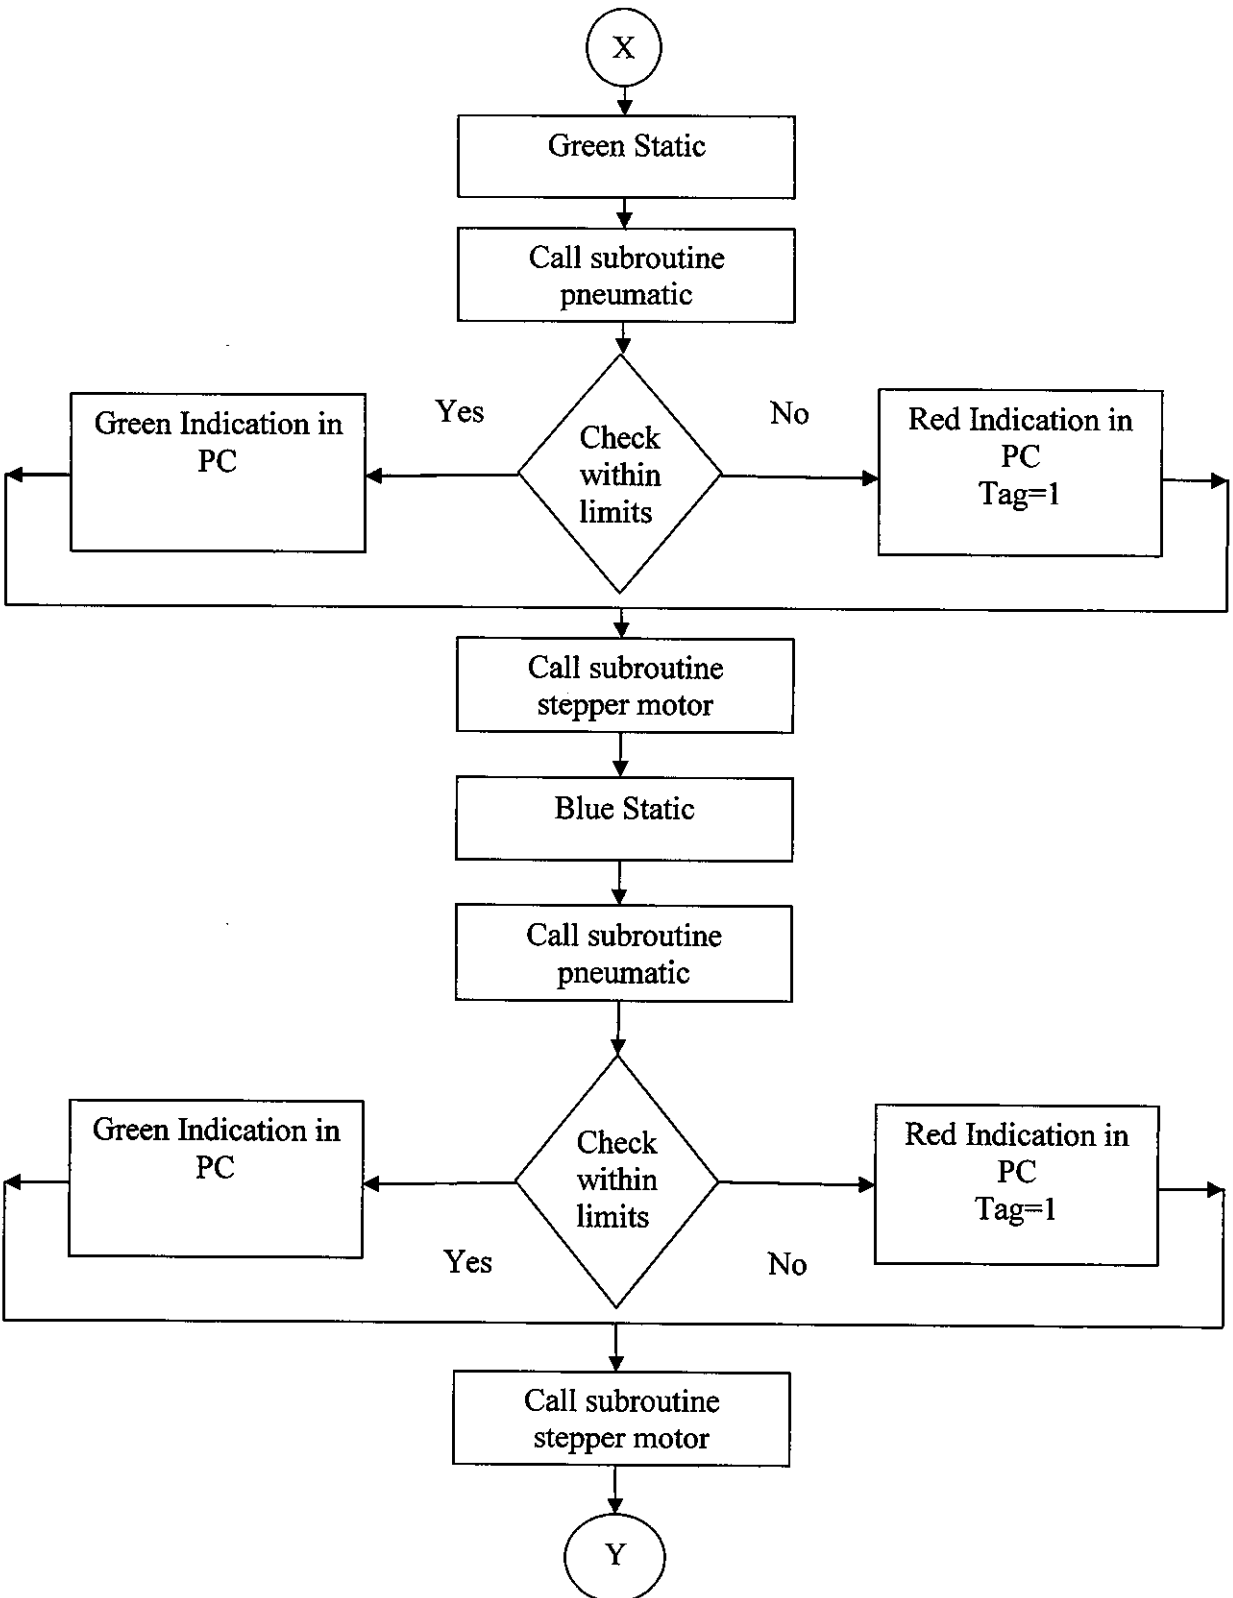 X
Green Static
Call subroutine
pneumatic
Yes
No
Green Indication in
PC
Check
within
limits
Red Indication in
PC
Tag=1
Call subroutine
stepper motor
Blue Static
Call subroutine
pneumatic
Green Indication in
PC
Check
within
limits
Red Indication in
PC
Tag=1
Yes
No
Call subroutine
stepper motor
Y